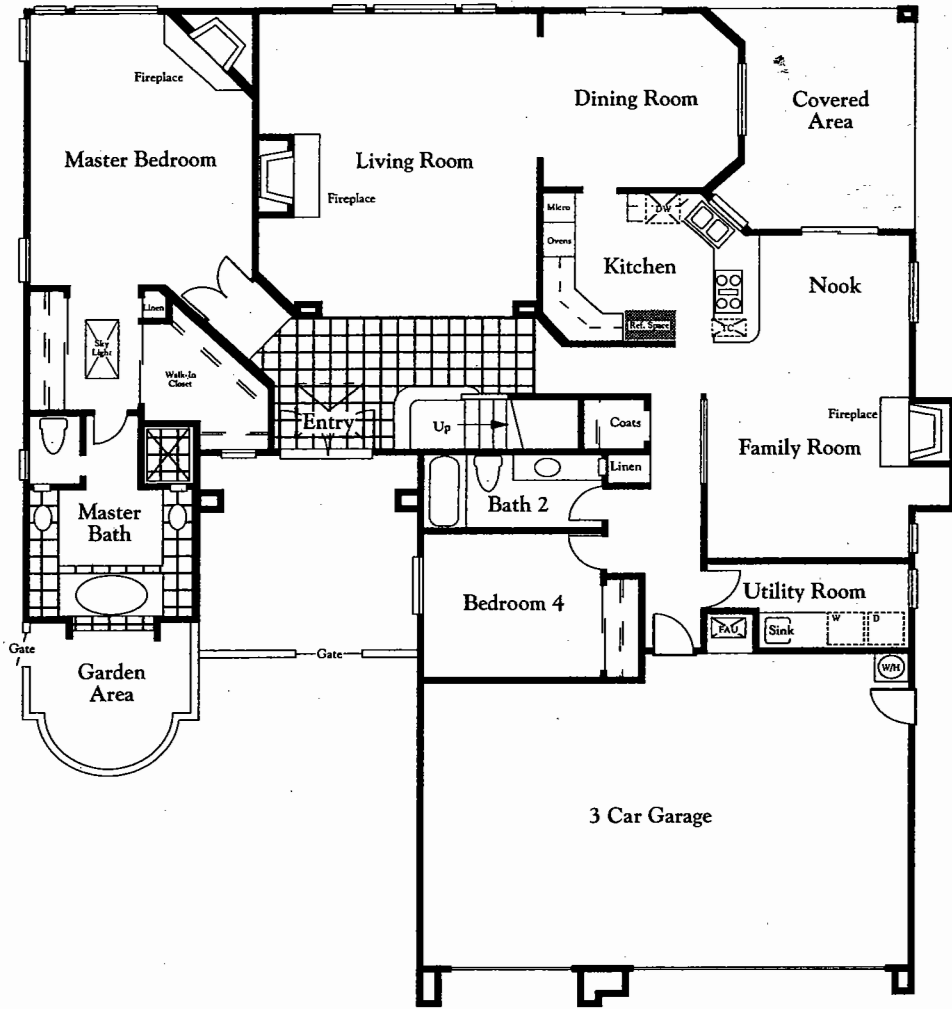 Fireplace
Dining Room
Covered
Area
Master Bedroom
Living Room
Fireplace
Micro
DW
Ovens
Kitchen
Nook
Linen
Sky
Light
Ref. Space
T.C.
Walk-In
Closet
Entry
Up
Coats
Fireplace
Family Room
Linen
Bath 2
Master
Bath
Bedroom 4
Utility Room
FAU
Sink
W
D
Gate
Gate
W/H
Garden
Area
3 Car Garage